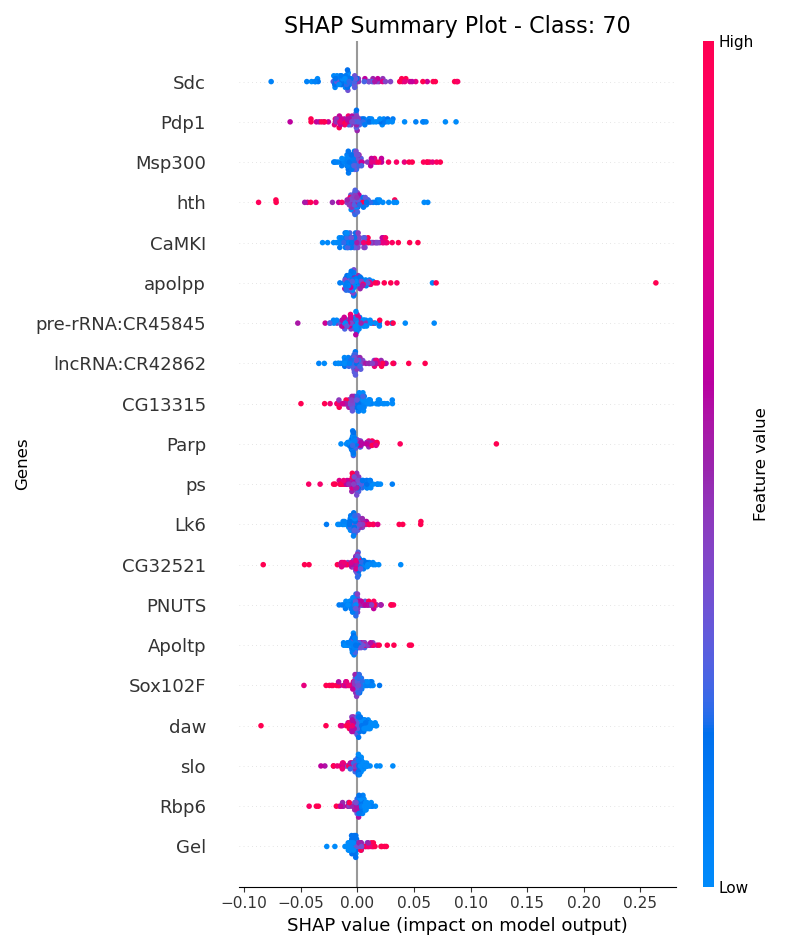 SHAP Summary Plot - Class: 70
High
Sdc
Pdp1
Msp300
hth
CaMKI
apolpp
pre-rRNA:CR45845
lncRNA:CR42862
CG13315
Parp
ps
Lk6
CG32521
PNUTS
Apoltp
Sox102F
daw
slo
Rbp6
Gel
Genes
Feature value
Low
−0.10 −0.05 0.00 0.05 0.10 0.15 0.20 0.25
SHAP value (impact on model output)